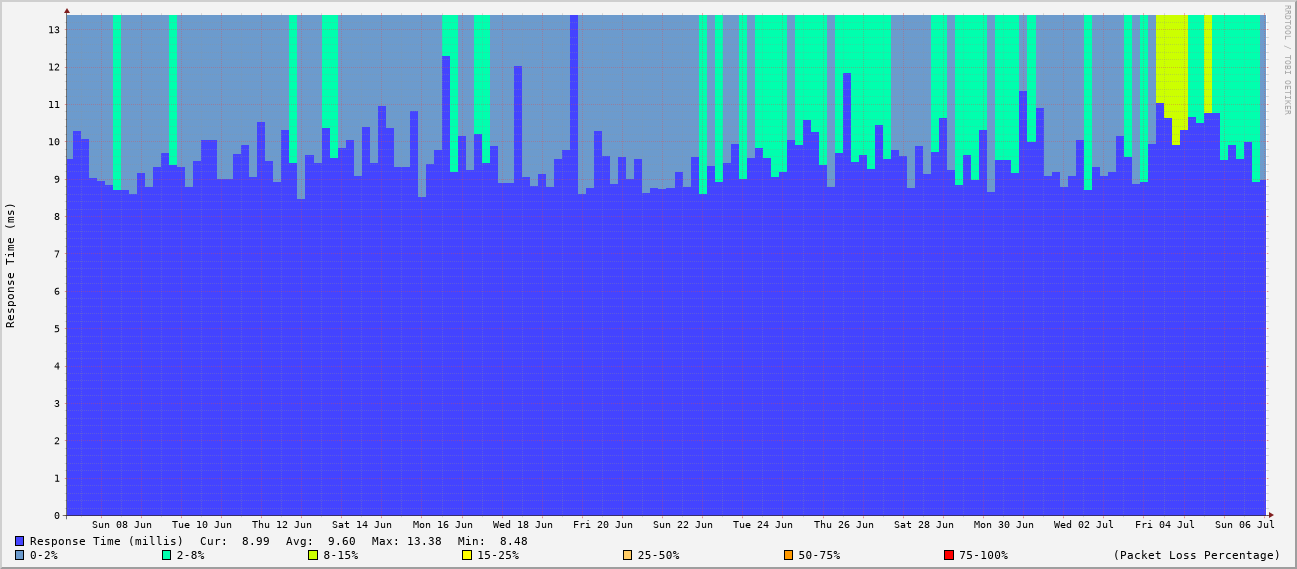 RRDTOOL / TOBI OETIKER
Response Time (ms)
13
12
11
10
9
8
7
6
5
4
3
2
1
0
Sun 08 Jun Tue 10 Jun Thu 12 Jun Sat 14 Jun Mon 16 Jun Wed 18 Jun Fri 20 Jun Sun 22 Jun Tue 24 Jun Thu 26 Jun Sat 28 Jun Mon 30 Jun Wed 02 Jul Fri 04 Jul Sun 06 Jul
Response Time (millis) Cur: 8.99 Avg: 9.60 Max: 13.38 Min: 8.48
0-2% 2-8% 8-15% 15-25% 25-50% 50-75% 75-100% (Packet Loss Percentage)